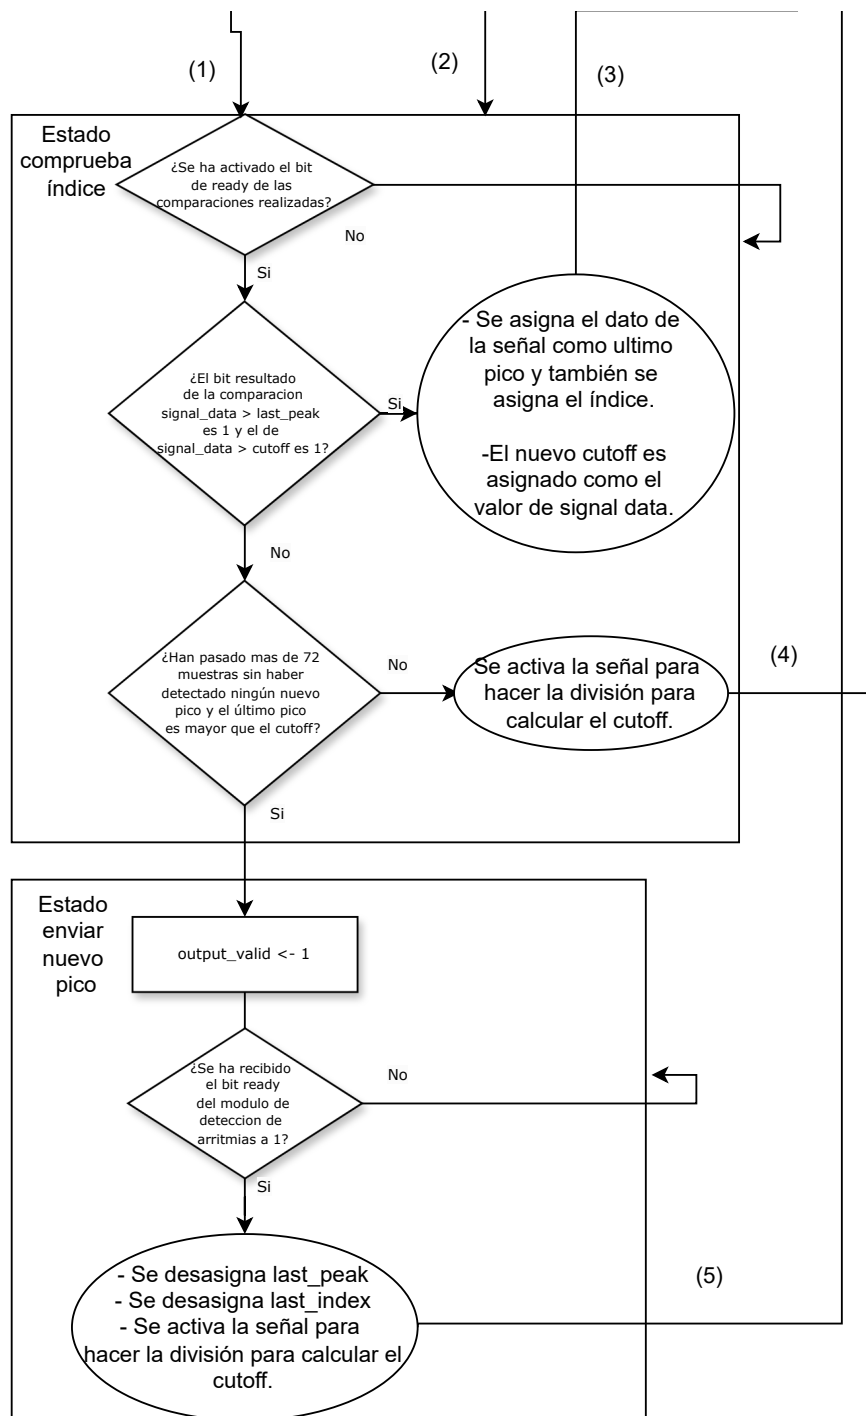 (1)
(2)
(3)
Estado
comprueba
índice
¿Se ha activado el bit
de ready de las
comparaciones realizadas?
No
Si
- Se asigna el dato de
la señal como ultimo
pico y también se
asigna el índice.
-El nuevo cutoff es
asignado como el
valor de signal data.
¿El bit resultado
de la comparacion
signal_data > last_peak
es 1 y el de
signal_data > cutoff es 1?
Si
No
¿Han pasado mas de 72
muestras sin haber
detectado ningún nuevo
pico y el último pico
es mayor que el cutoff?
No
Se activa la señal para
hacer la división para
calcular el cutoff.
(4)
Si
Estado
enviar
nuevo
pico
output_valid <- 1
¿Se ha recibido
el bit ready
del modulo de
deteccion de
arritmias a 1?
No
Si
- Se desasigna last_peak
- Se desasigna last_index
- Se activa la señal para
hacer la división para calcular el
cutoff.
(5)